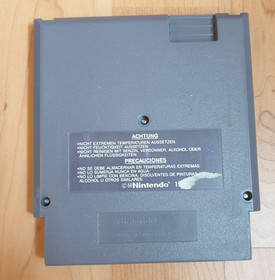 ACHTUNG
•NICHT EXTREMEN TEMPERATUREN AUSSETZEN.
•NICHT FEUCHTIGKEIT AUSSETZEN.
•NICHT REINIGEN MIT BENZIN, VERDÜNNER, ALKOHOL ODER
ÄHNLICHEN FLÜSSIGKEITEN.
PRECAUCIONES
•NO SE DEBE ALMACENAR EN TEMPERATURAS EXTREMAS.
•NO LO SUMERJA NUNCA EN AGUA.
•NO LO LIMPIE CON BENCINA, DISOLVENTES DE PINTURAS,
ALCOHOL U OTROS SIMILARES.
©®Nintendo 1